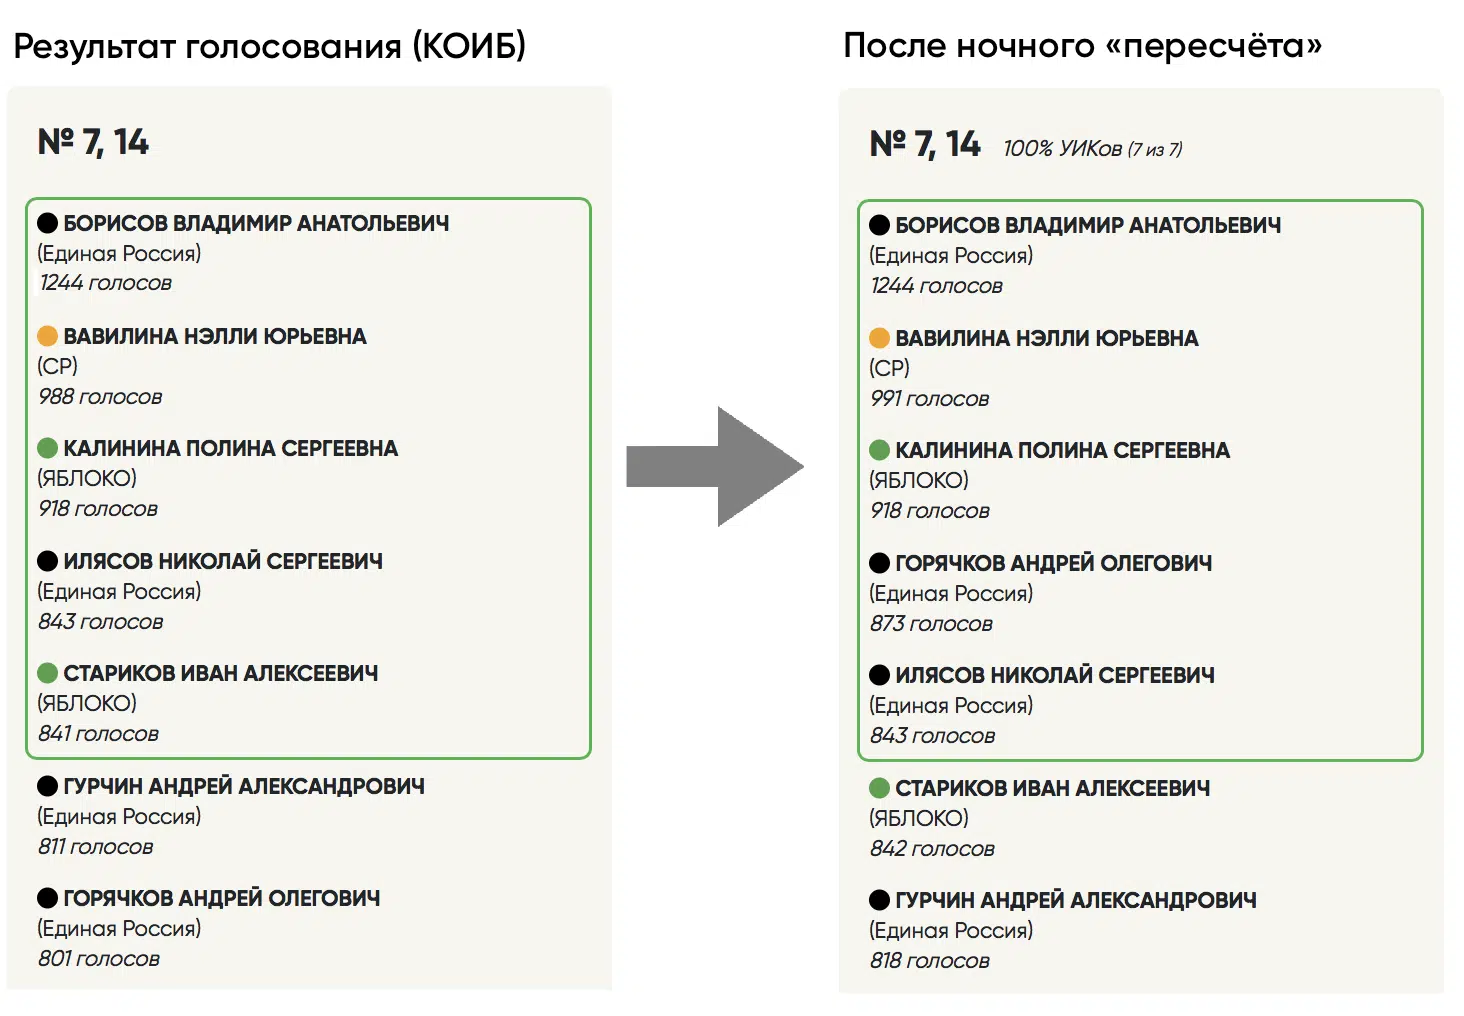 Результат голосования (КОИБ)
№ 7, 14
БОРИСОВ ВЛАДИМИР АНАТОЛЬЕВИЧ
(Единая Россия)
1244 голосов
ВАВИЛИНА НЭЛЛИ ЮРЬЕВНА
(СР)
988 голосов
КАЛИНИНА ПОЛИНА СЕРГЕЕВНА
(ЯБЛОКО)
918 голосов
ИЛЯСОВ НИКОЛАЙ СЕРГЕЕВИЧ
(Единая Россия)
843 голосов
СТАРИКОВ ИВАН АЛЕКСЕЕВИЧ
(ЯБЛОКО)
841 голосов
ГУРЧИН АНДРЕЙ АЛЕКСАНДРОВИЧ
(Единая Россия)
811 голосов
ГОРЯЧКОВ АНДРЕЙ ОЛЕГОВИЧ
(Единая Россия)
801 голосов
После ночного «пересчёта»
№ 7, 14 100% УИКов (7 из 7)
БОРИСОВ ВЛАДИМИР АНАТОЛЬЕВИЧ
(Единая Россия)
1244 голосов
ВАВИЛИНА НЭЛЛИ ЮРЬЕВНА
(СР)
991 голосов
КАЛИНИНА ПОЛИНА СЕРГЕЕВНА
(ЯБЛОКО)
918 голосов
ГОРЯЧКОВ АНДРЕЙ ОЛЕГОВИЧ
(Единая Россия)
873 голосов
ИЛЯСОВ НИКОЛАЙ СЕРГЕЕВИЧ
(Единая Россия)
843 голосов
СТАРИКОВ ИВАН АЛЕКСЕЕВИЧ
(ЯБЛОКО)
842 голосов
ГУРЧИН АНДРЕЙ АЛЕКСАНДРОВИЧ
(Единая Россия)
818 голосов